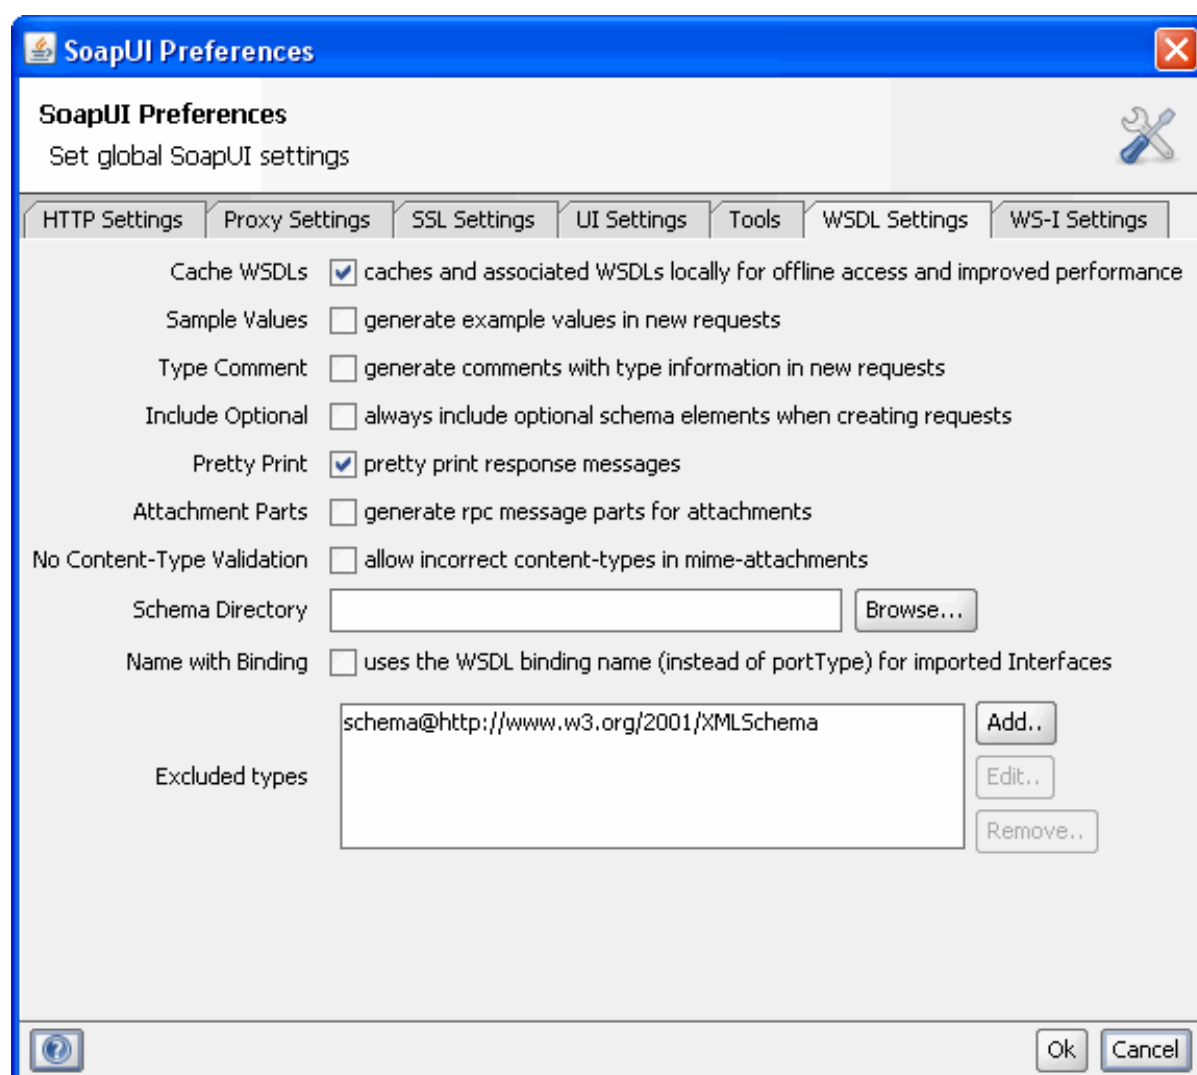 SoapUI Preferences
SoapUI Preferences
Set global SoapUI settings
HTTP Settings Proxy Settings SSL Settings UI Settings Tools WSDL Settings WS-I Settings
Cache WSDLs caches and associated WSDLs locally for offline access and improved performance
Sample Values generate example values in new requests
Type Comment generate comments with type information in new requests
Include Optional always include optional schema elements when creating requests
Pretty Print pretty print response messages
Attachment Parts generate rpc message parts for attachments
No Content-Type Validation allow incorrect content-types in mime-attachments
Schema Directory Browse...
Name with Binding uses the WSDL binding name (instead of portType) for imported Interfaces
schema@http://www.w3.org/2001/XMLSchema Add..
Excluded types Edit..
Remove..
? Ok Cancel